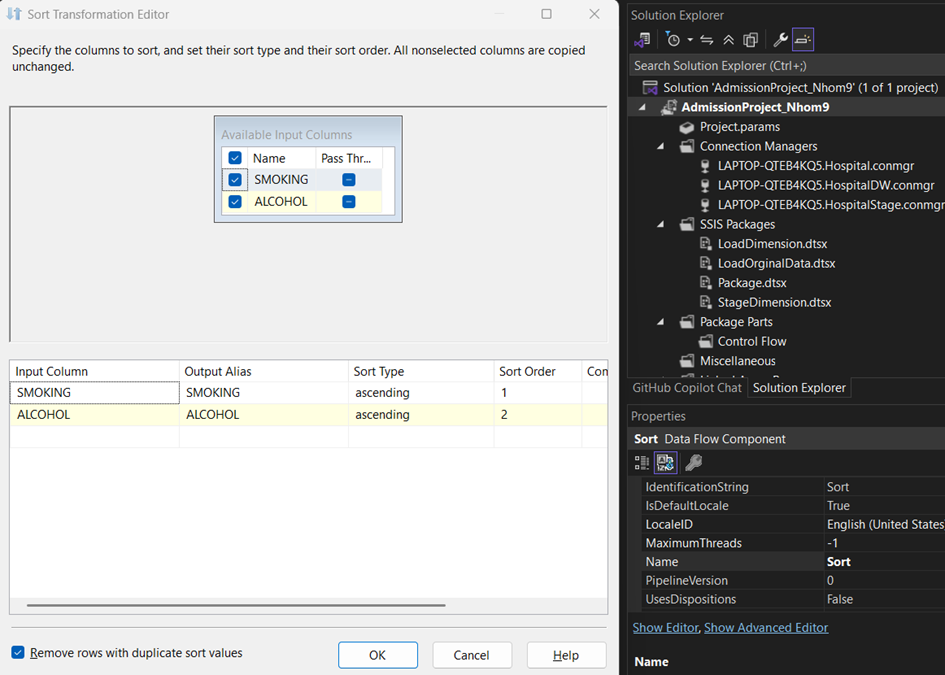 Sort Transformation Editor
Specify the columns to sort, and set their sort type and their sort order. All nonselected columns are copied
unchanged.
Available Input Columns
Name Pass Thr...
SMOKING
ALCOHOL
Input Column Output Alias Sort Type Sort Order Con
SMOKING SMOKING ascending 1
ALCOHOL ALCOHOL ascending 2
Remove rows with duplicate sort values
OK Cancel Help
Solution Explorer
Search Solution Explorer (Ctrl+;)
Solution 'AdmissionProject_Nhom9' (1 of 1 project)
AdmissionProject_Nhom9
Project.params
Connection Managers
LAPTOP-QTEB4KQ5.Hospital.conmgr
LAPTOP-QTEB4KQ5.HospitalDW.conmgr
LAPTOP-QTEB4KQ5.HospitalStage.conmgr
SSIS Packages
LoadDimension.dtsx
LoadOrginalData.dtsx
Package.dtsx
StageDimension.dtsx
Package Parts
Control Flow
Miscellaneous
GitHub Copilot Chat Solution Explorer
Properties
Sort Data Flow Component
IdentificationString Sort
IsDefaultLocale True
LocaleID English (United States
MaximumThreads -1
Name Sort
PipelineVersion 0
UsesDispositions False
Show Editor, Show Advanced Editor
Name